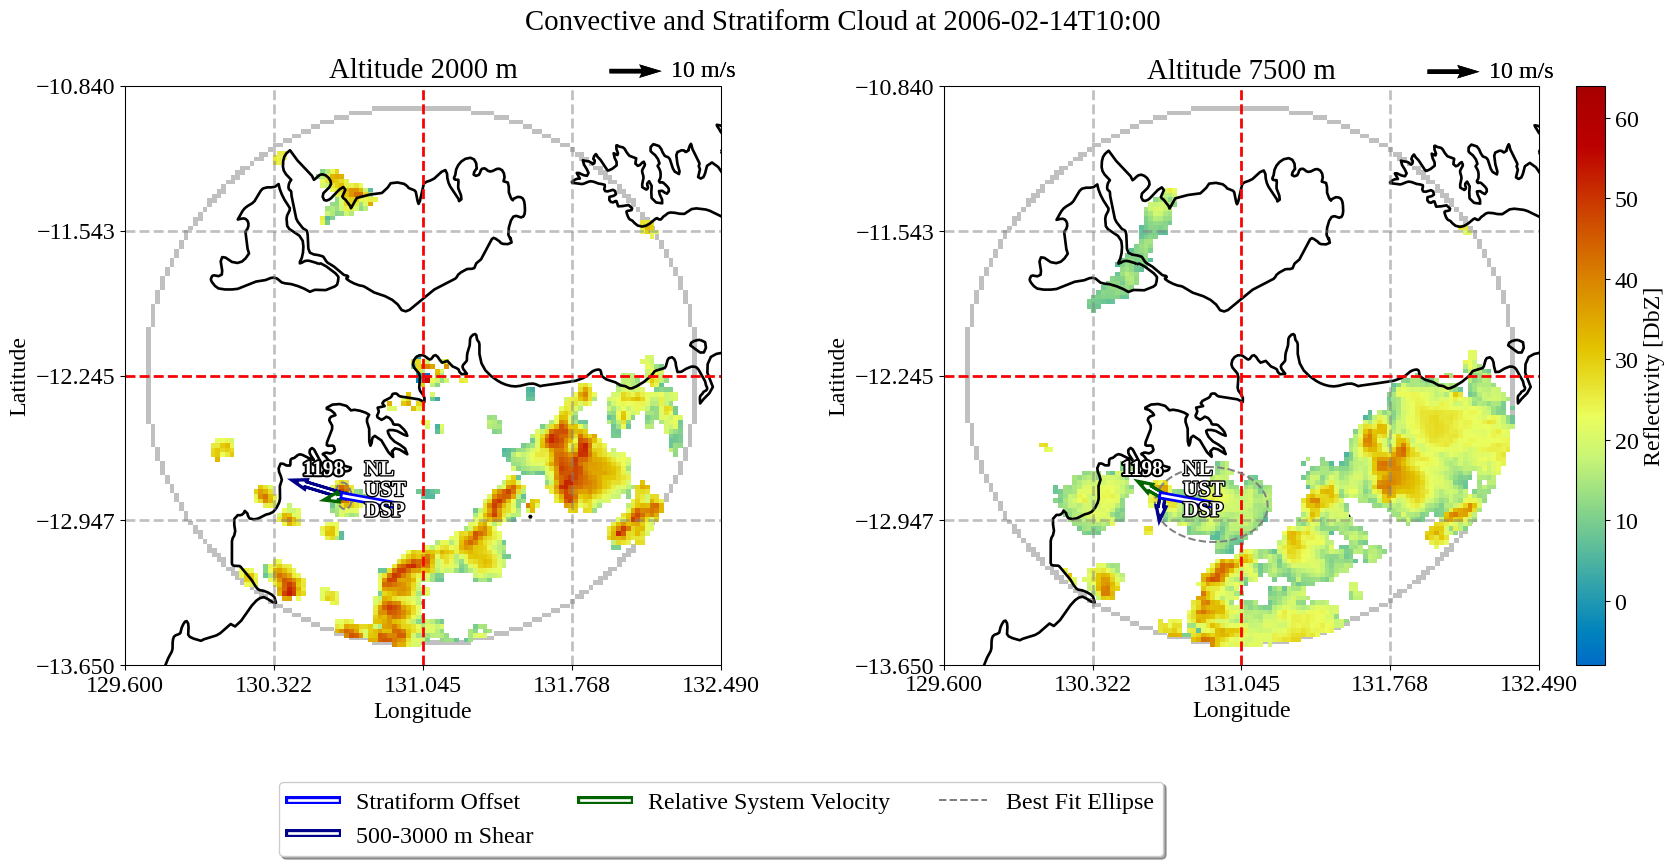 Convective and Stratiform Cloud at 2006-02-14T10:00
Altitude 2000 m
10 m/s
Altitude 7500 m
10 m/s
−10.840
−11.543
−12.245
−12.947
−13.650
129.600
130.322
131.045
131.768
132.490
Latitude
Longitude
1198
NL
UST
DSP
−10.840
−11.543
−12.245
−12.947
−13.650
129.600
130.322
131.045
131.768
132.490
Latitude
Longitude
1198
NL
UST
DSP
60
50
40
30
20
10
0
Reflectivity [DbZ]
Stratiform Offset
500-3000 m Shear
Relative System Velocity
Best Fit Ellipse